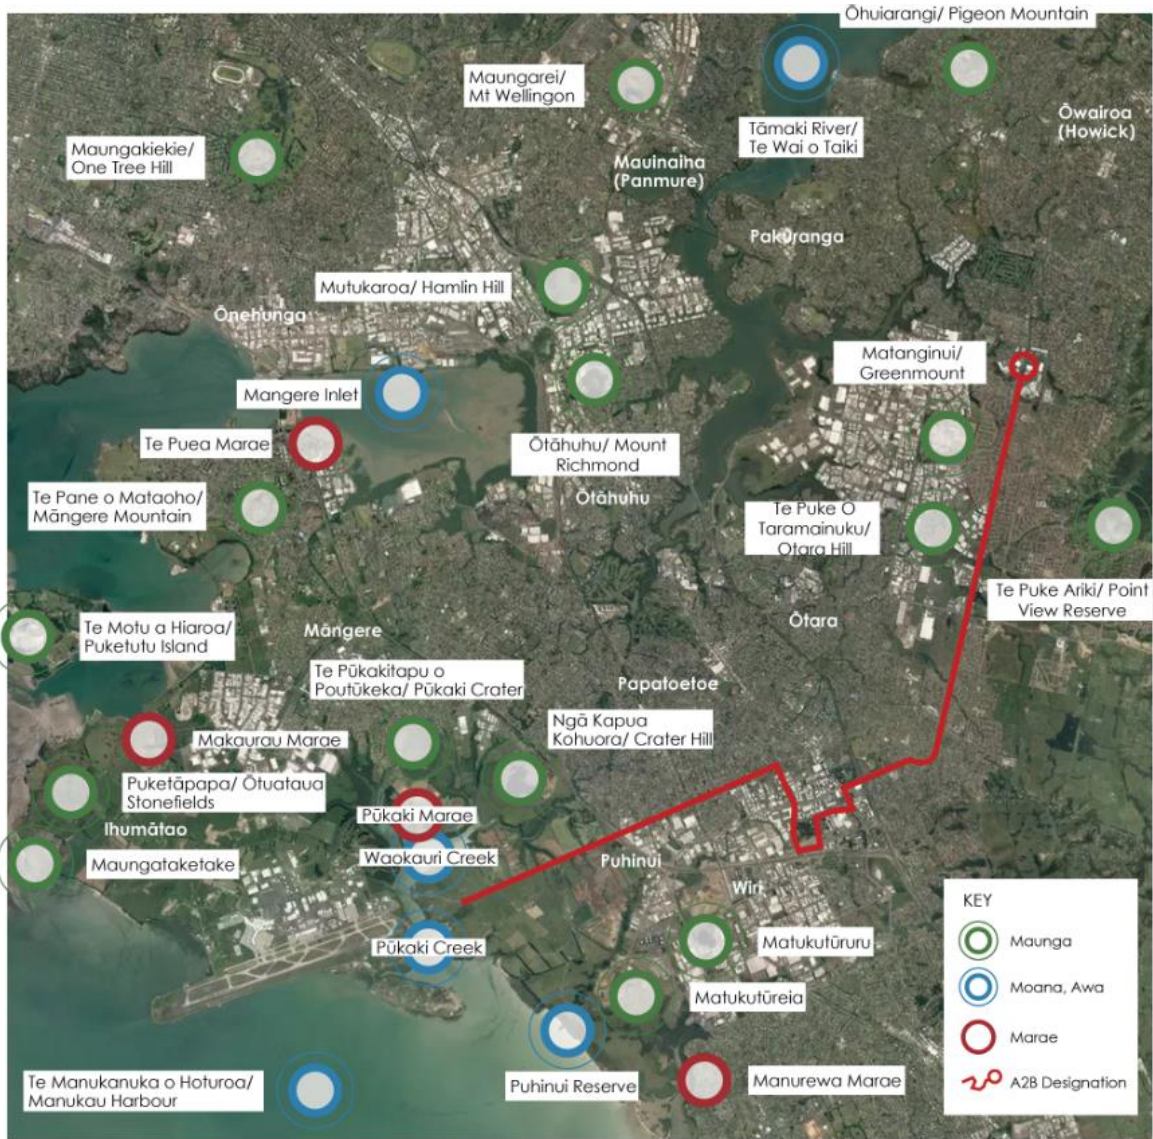 Ōhuiarangi/ Pigeon Mountain
Maungarei/
Mt Wellingon
Ōwairoa
(Howick)
Tāmaki River/
Te Wai o Taiki
Maungakiekie/
One Tree Hill
Mauinaiha
(Panmure)
Pakūranga
Mutukaroa/ Hamlin Hill
Ōnehunga
Matanginui/
Greenmount
Mangere Inlet
Te Puea Marae
Ōtāhuhu/ Mount
Richmond
Ōtāhuhu
Te Pane o Mataoho/
Māngere Mountain
Te Puke O
Taramainuku/
Otara Hill
Te Puke Ariki/ Point
View Reserve
Te Motu a Hiaroa/
Puketutu Island
Māngere
Ōtara
Te Pūkakitapu o
Poutūkeka/ Pūkaki Crater
Papatoetoe
Ngā Kapua
Kohuora/ Crater Hill
Makaurau Marae
Puketāpapa/ Ōtuataua
Stonefields
Pūkaki Marae
Ihumātao
Maungataketake
Waokauri Creek
Puhinui
Wiri
Pūkaki Creek
Matukutūruru
Matukutūreia
Te Manukanuka o Hoturoa/
Manukau Harbour
Puhinui Reserve
Manurewa Marae
KEY
Maunga
Moana, Awa
Marae
A2B Designation